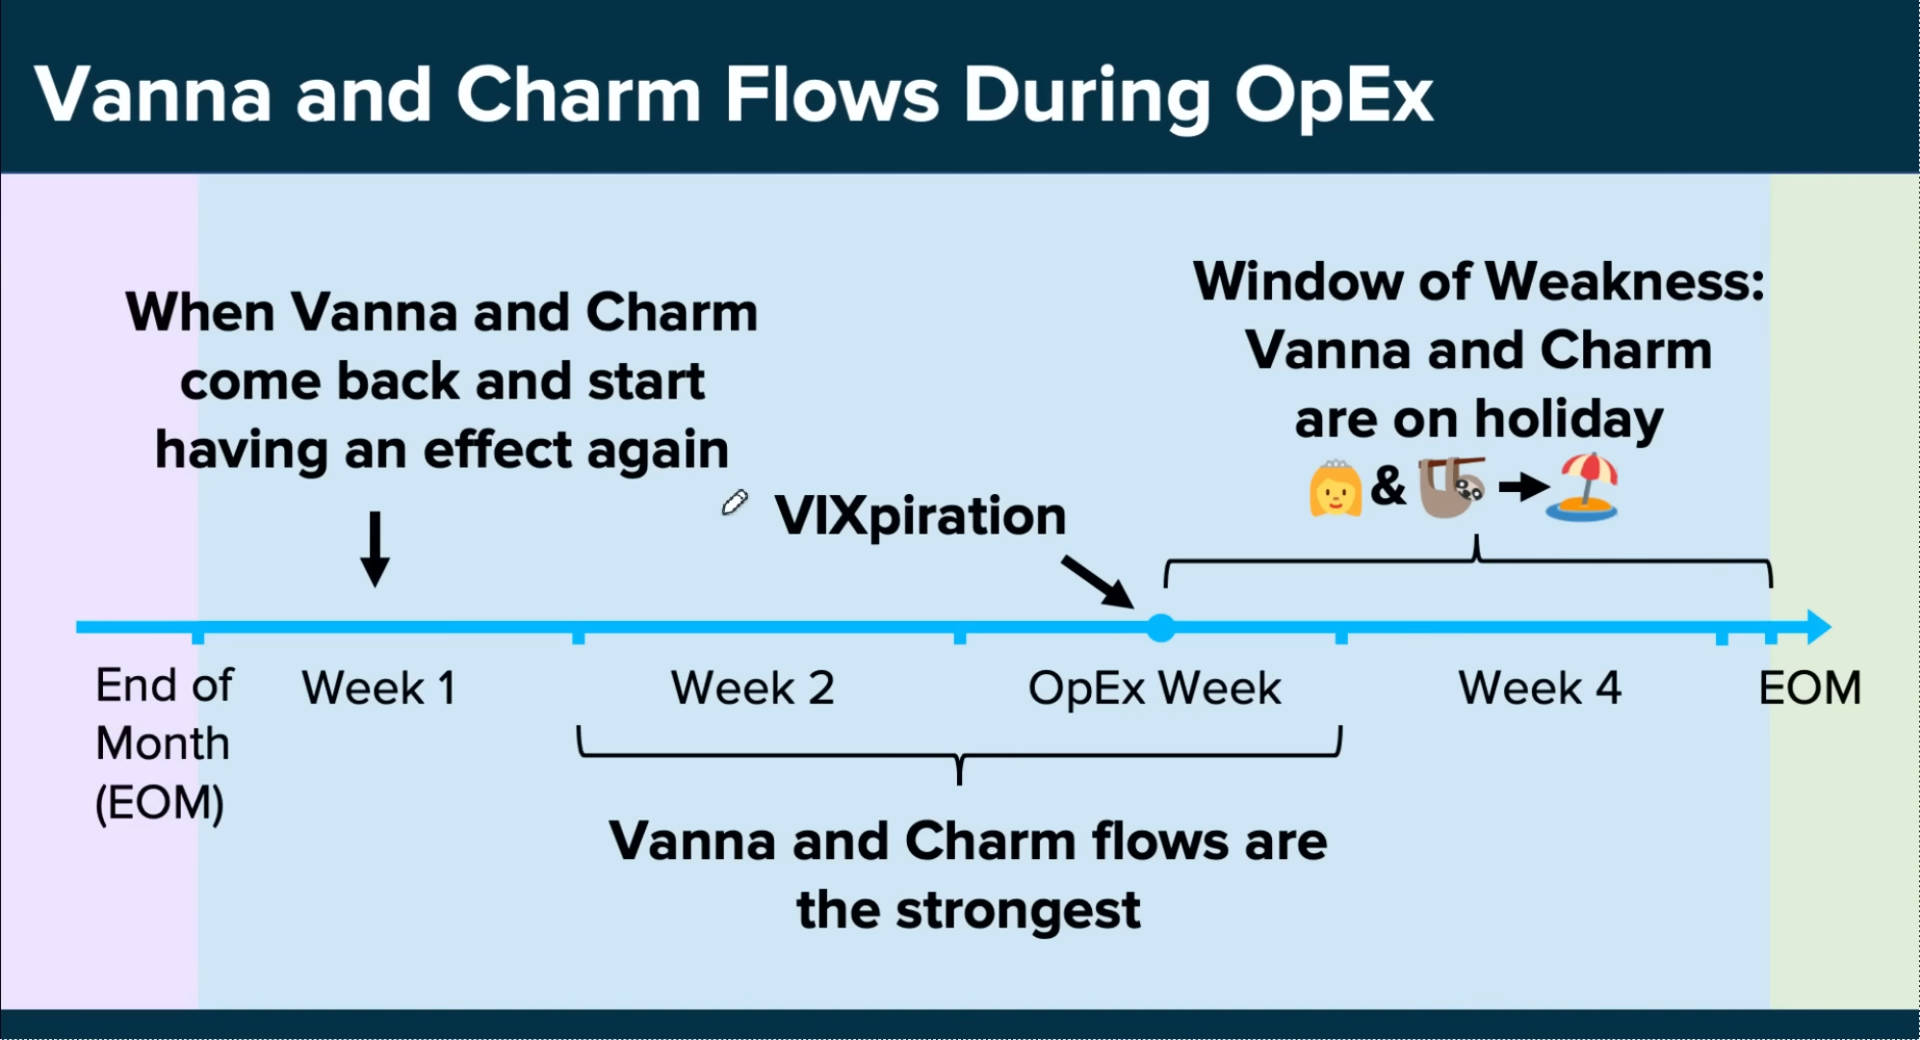 Vanna and Charm Flows During OpEx
When Vanna and Charm
come back and start
having an effect again
VIXpiration
Window of Weakness:
Vanna and Charm
are on holiday
&
End of
Month
(EOM)
Week 1
Week 2
OpEx Week
Week 4
EOM
Vanna and Charm flows are
the strongest